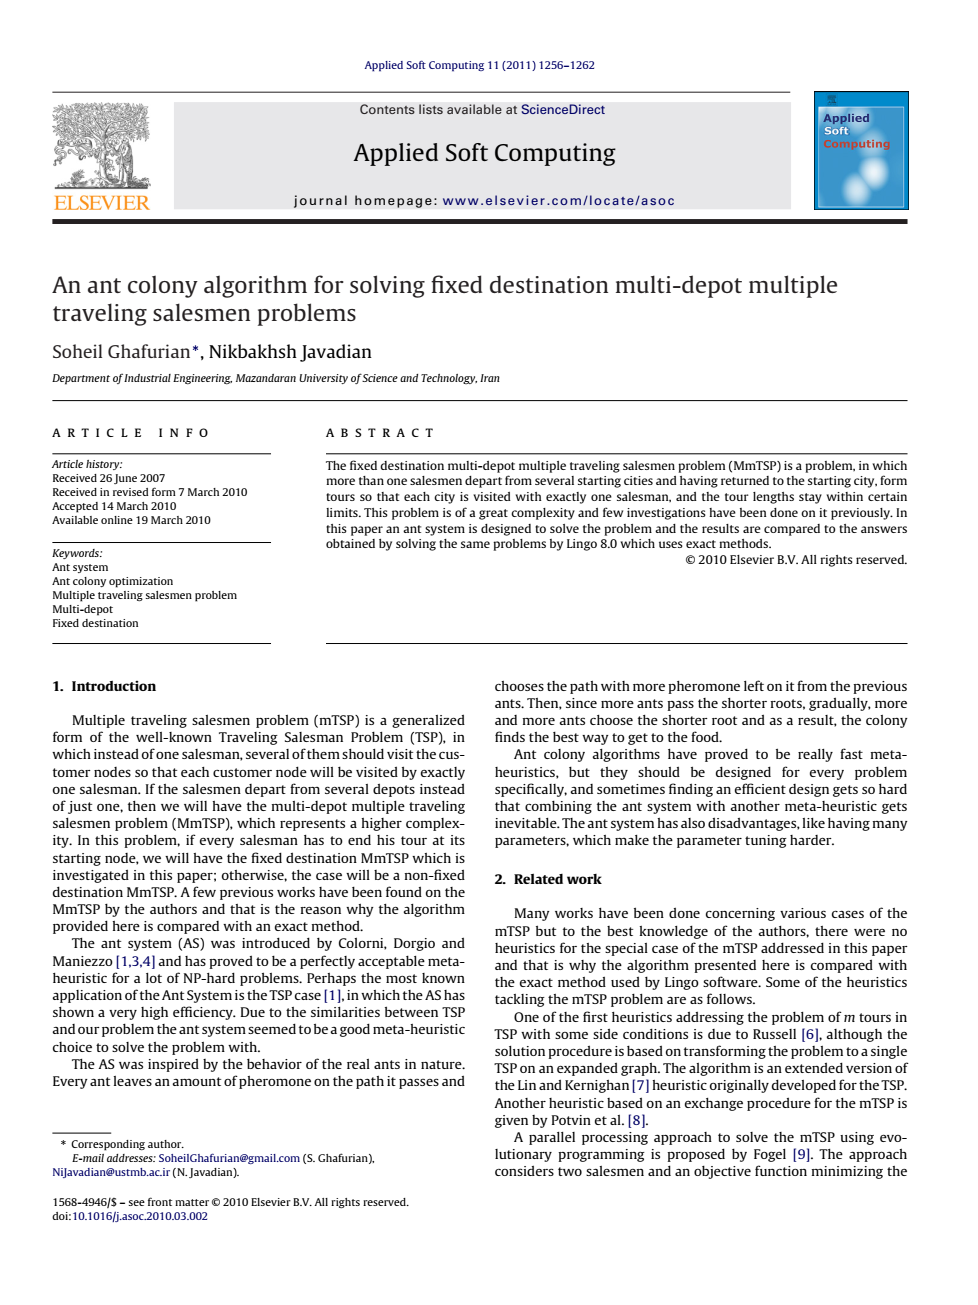 Applied Soft Computing 11 (2011) 1256–1262
ELSEVIER
Contents lists available at ScienceDirect
Applied Soft Computing
journal homepage: www.elsevier.com/locate/asoc
Applied
Soft
Computing
An ant colony algorithm for solving fixed destination multi-depot multiple
traveling salesmen problems
Soheil Ghafurian*, Nikbakhsh Javadian
Department of Industrial Engineering, Mazandaran University of Science and Technology, Iran
ARTICLE INFO
Article history:
Received 26 June 2007
Received in revised form 7 March 2010
Accepted 14 March 2010
Available online 19 March 2010
Keywords:
Ant system
Ant colony optimization
Multiple traveling salesmen problem
Multi-depot
Fixed destination
ABSTRACT
The fixed destination multi-depot multiple traveling salesmen problem (MmTSP) is a problem, in which
more than one salesmen depart from several starting cities and having returned to the starting city, form
tours so that each city is visited with exactly one salesman, and the tour lengths stay within certain
limits. This problem is of a great complexity and few investigations have been done on it previously. In
this paper an ant system is designed to solve the problem and the results are compared to the answers
obtained by solving the same problems by Lingo 8.0 which uses exact methods.
© 2010 Elsevier B.V. All rights reserved.
1. Introduction
Multiple traveling salesmen problem (mTSP) is a generalized
form of the well-known Traveling Salesman Problem (TSP), in
which instead of one salesman, several of them should visit the cus-
tomer nodes so that each customer node will be visited by exactly
one salesman. If the salesmen depart from several depots instead
of just one, then we will have the multi-depot multiple traveling
salesmen problem (MmTSP), which represents a higher complex-
ity. In this problem, if every salesman has to end his tour at its
starting node, we will have the fixed destination MmTSP which is
investigated in this paper; otherwise, the case will be a non-fixed
destination MmTSP. A few previous works have been found on the
MmTSP by the authors and that is the reason why the algorithm
provided here is compared with an exact method.
The ant system (AS) was introduced by Colorni, Dorgio and
Maniezzo [1,3,4] and has proved to be a perfectly acceptable meta-
heuristic for a lot of NP-hard problems. Perhaps the most known
application of the Ant System is the TSP case [1], in which the AS has
shown a very high efficiency. Due to the similarities between TSP
and our problem the ant system seemed to be a good meta-heuristic
choice to solve the problem with.
The AS was inspired by the behavior of the real ants in nature.
Every ant leaves an amount of pheromone on the path it passes and
* Corresponding author.
E-mail addresses: SoheilGhafurian@gmail.com (S. Ghafurian),
NiJavadian@ustmb.ac.ir (N. Javadian).
1568-4946/$ – see front matter © 2010 Elsevier B.V. All rights reserved.
doi:10.1016/j.asoc.2010.03.002
chooses the path with more pheromone left on it from the previous
ants. Then, since more ants pass the shorter roots, gradually, more
and more ants choose the shorter root and as a result, the colony
finds the best way to get to the food.
Ant colony algorithms have proved to be really fast meta-
heuristics, but they should be designed for every problem
specifically, and sometimes finding an efficient design gets so hard
that combining the ant system with another meta-heuristic gets
inevitable. The ant system has also disadvantages, like having many
parameters, which make the parameter tuning harder.
2. Related work
Many works have been done concerning various cases of the
mTSP but to the best knowledge of the authors, there were no
heuristics for the special case of the mTSP addressed in this paper
and that is why the algorithm presented here is compared with
the exact method used by Lingo software. Some of the heuristics
tackling the mTSP problem are as follows.
One of the first heuristics addressing the problem of m tours in
TSP with some side conditions is due to Russell [6], although the
solution procedure is based on transforming the problem to a single
TSP on an expanded graph. The algorithm is an extended version of
the Lin and Kernighan [7] heuristic originally developed for the TSP.
Another heuristic based on an exchange procedure for the mTSP is
given by Potvin et al. [8].
A parallel processing approach to solve the mTSP using evo-
lutionary programming is proposed by Fogel [9]. The approach
considers two salesmen and an objective function minimizing the